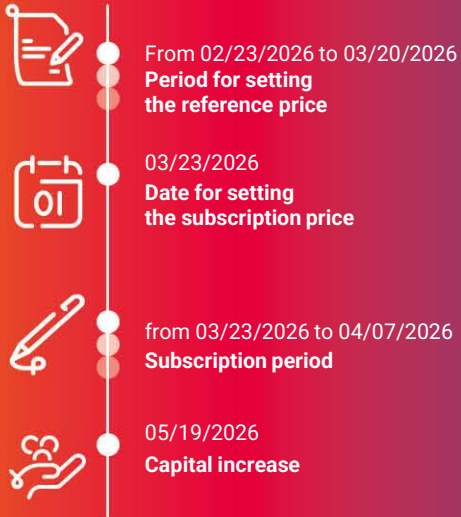 From 02/23/2026 to 03/20/2026
Period for setting
the reference price
01
03/23/2026
Date for setting
the subscription price
from 03/23/2026 to 04/07/2026
Subscription period
05/19/2026
Capital increase